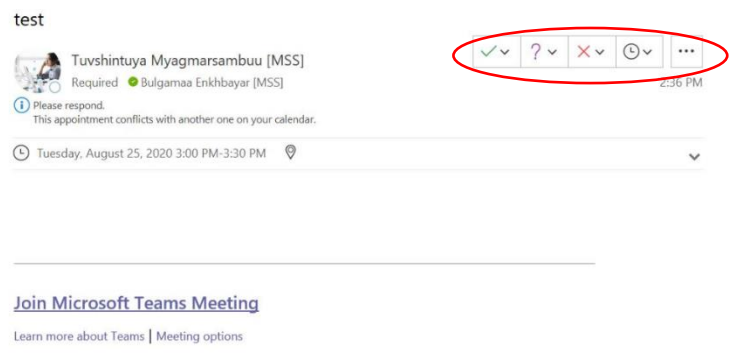 test
Tuvshintuya Myagmarsambuu [MSS]
Required Bulgamaa Enkhbayar [MSS]
2:36 PM
Please respond.
This appointment conflicts with another one on your calendar.
Tuesday, August 25, 2020 3:00 PM-3:30 PM
Join Microsoft Teams Meeting
Learn more about Teams | Meeting options